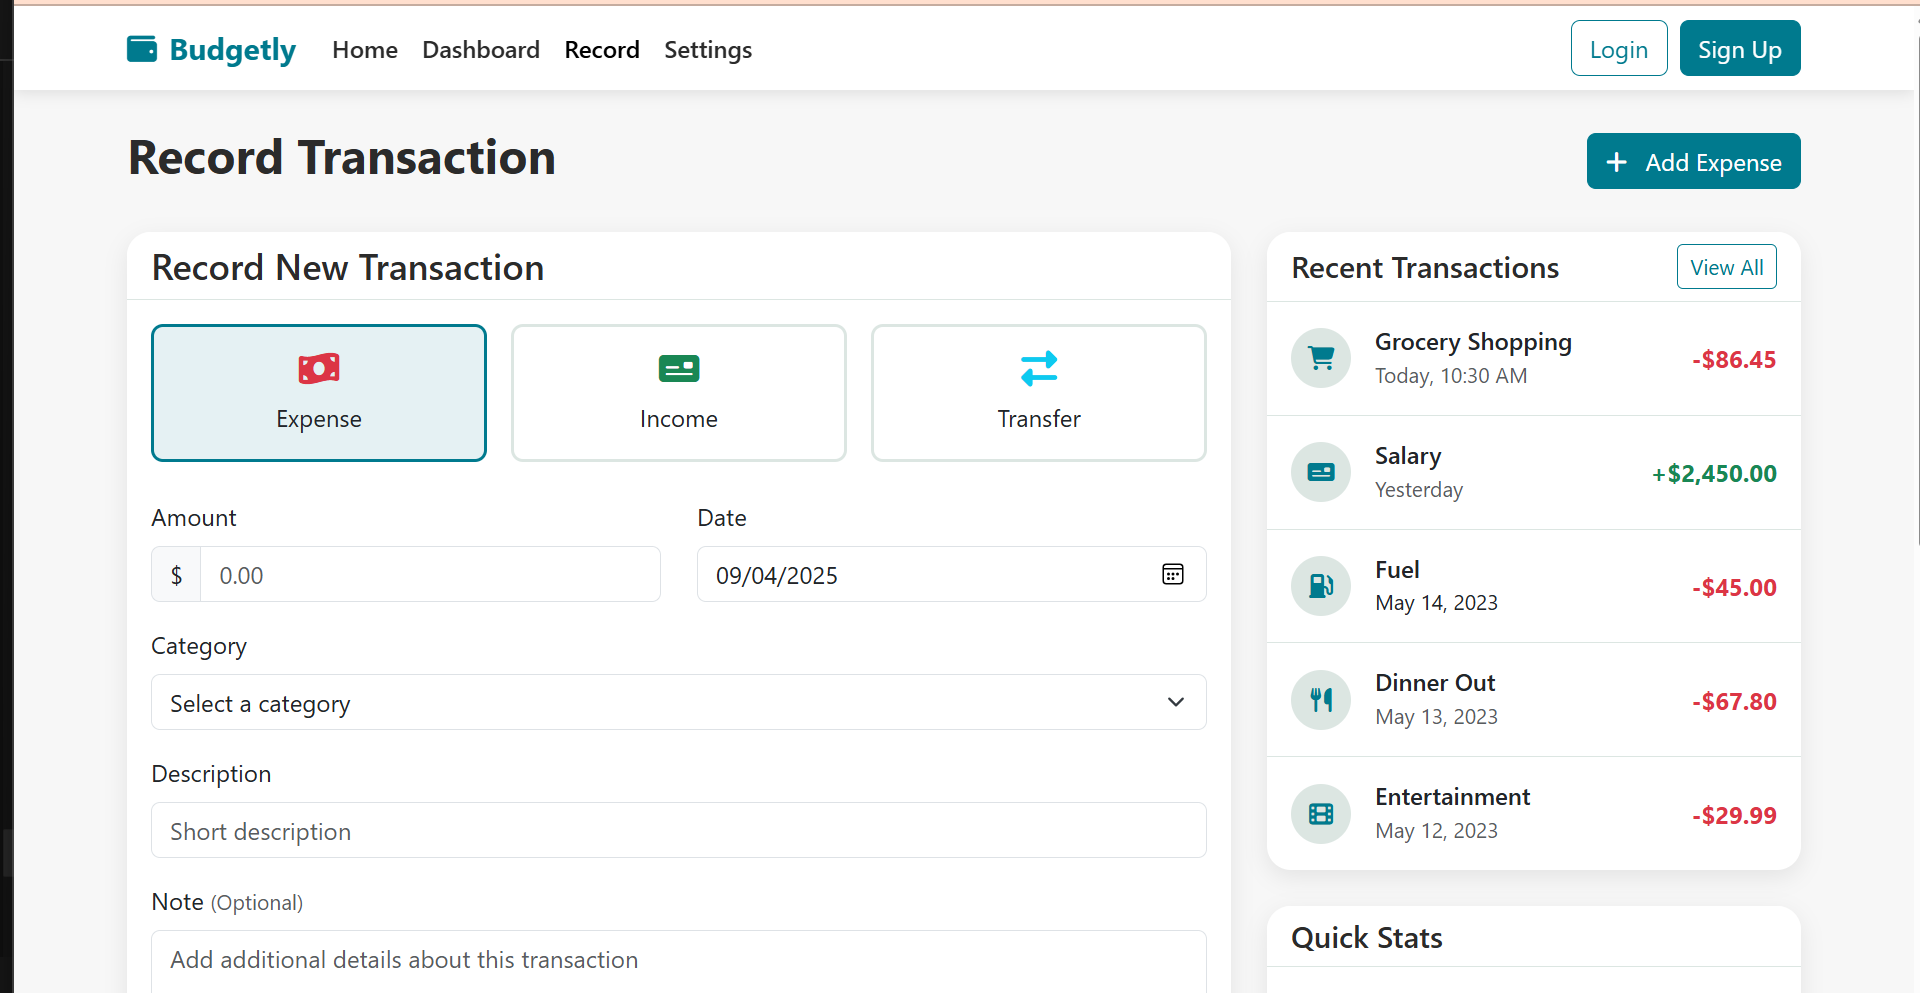 Budgetly Home Dashboard Record Settings Login Sign Up
Record Transaction
Add Expense
Record New Transaction
Expense Income Transfer
Amount Date
$ 0.00 09/04/2025
Category
Select a category
Description
Short description
Note (Optional)
Add additional details about this transaction
Recent Transactions View All
Grocery Shopping
Today, 10:30 AM
-$86.45
Salary
Yesterday
+$2,450.00
Fuel
May 14, 2023
-$45.00
Dinner Out
May 13, 2023
-$67.80
Entertainment
May 12, 2023
-$29.99
Quick Stats